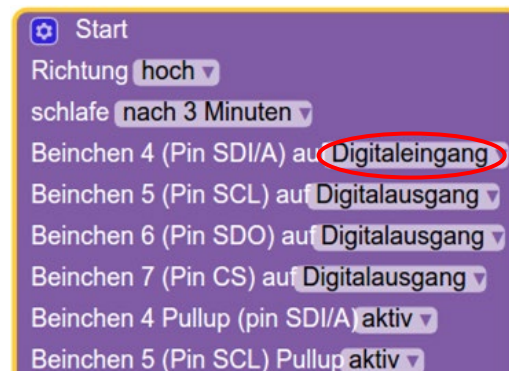 Start
Richtung hoch
schlafe nach 3 Minuten
Beinchen 4 (Pin SDI/A) auf Digitaleingang
Beinchen 5 (Pin SCL) auf Digitalausgang
Beinchen 6 (Pin SDO) auf Digitalausgang
Beinchen 7 (Pin CS) auf Digitalausgang
Beinchen 4 Pullup (pin SDI/A) aktiv
Beinchen 5 (Pin SCL) Pullup aktiv